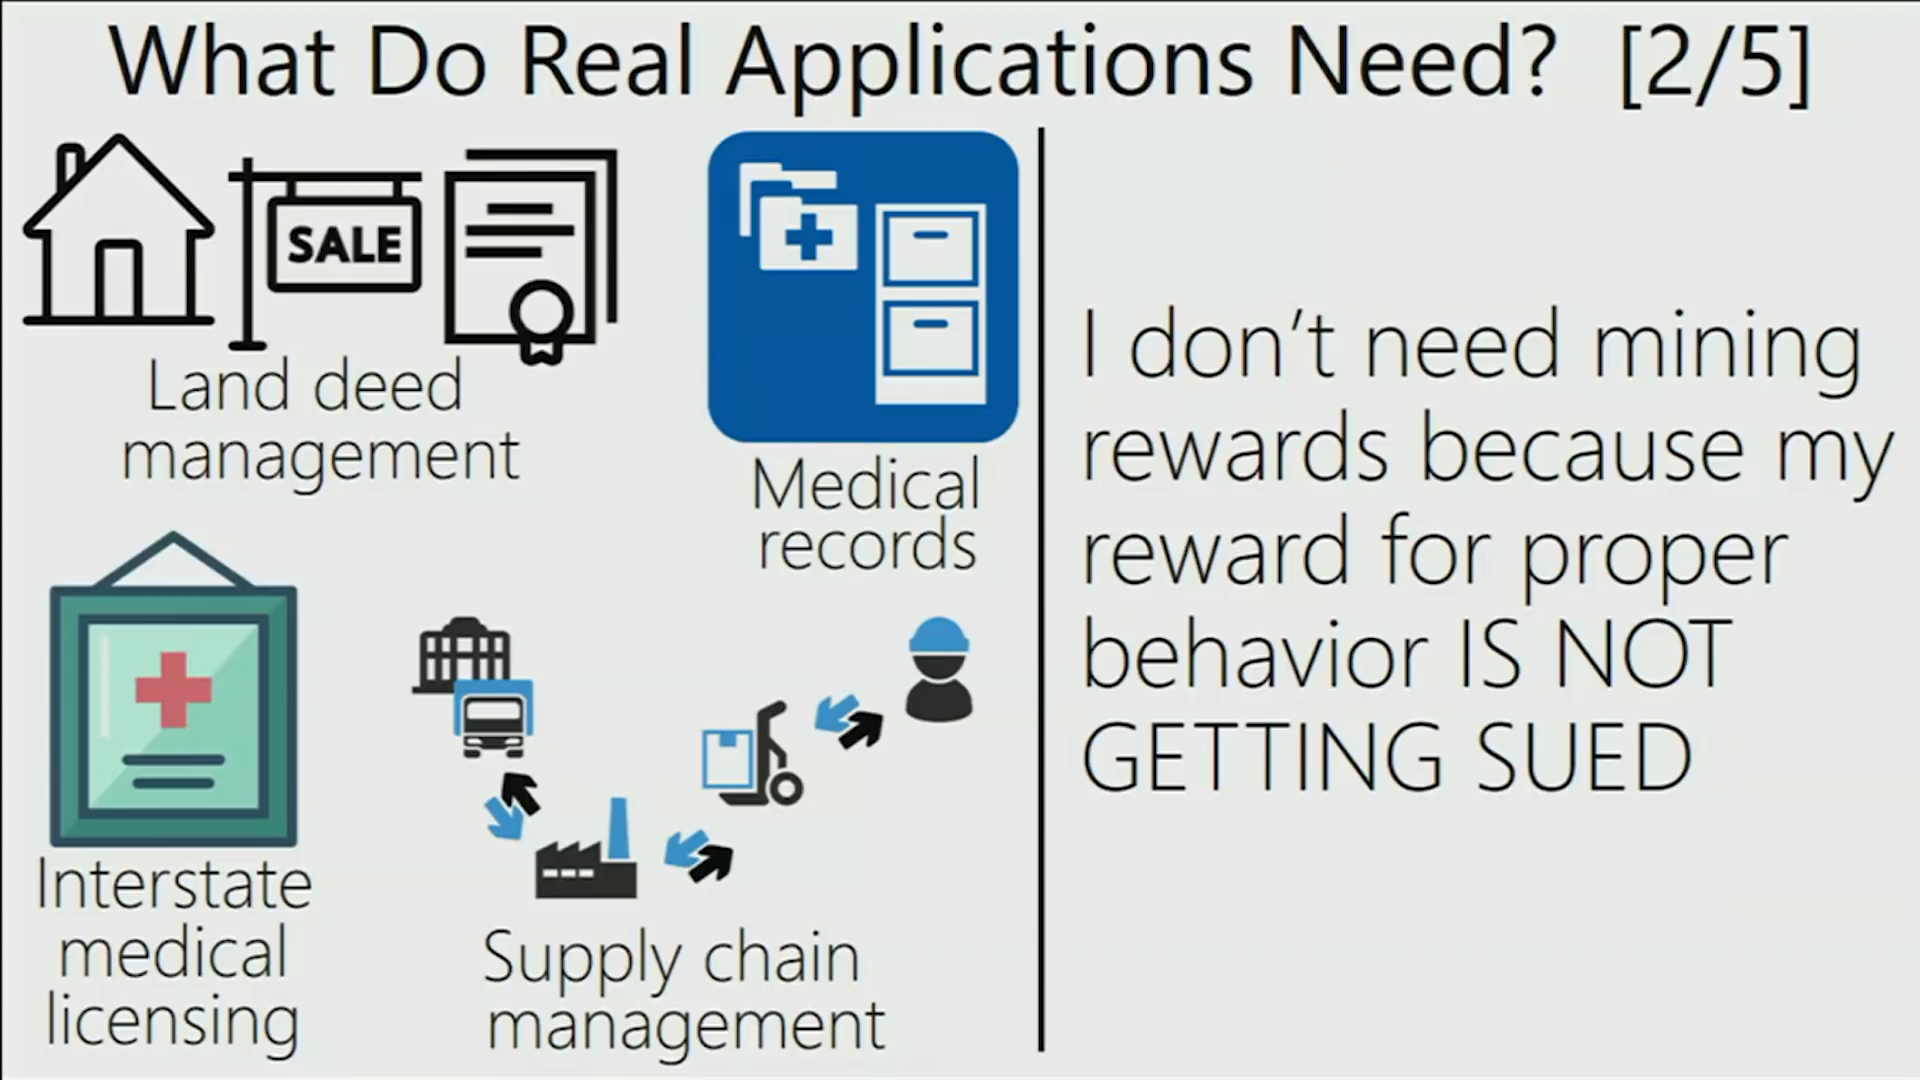 What Do Real Applications Need? [2/5]
SALE
Land deed
management
Medical
records
Interstate
medical
licensing
Supply chain
management
I don’t need mining
rewards because my
reward for proper
behavior IS NOT
GETTING SUED